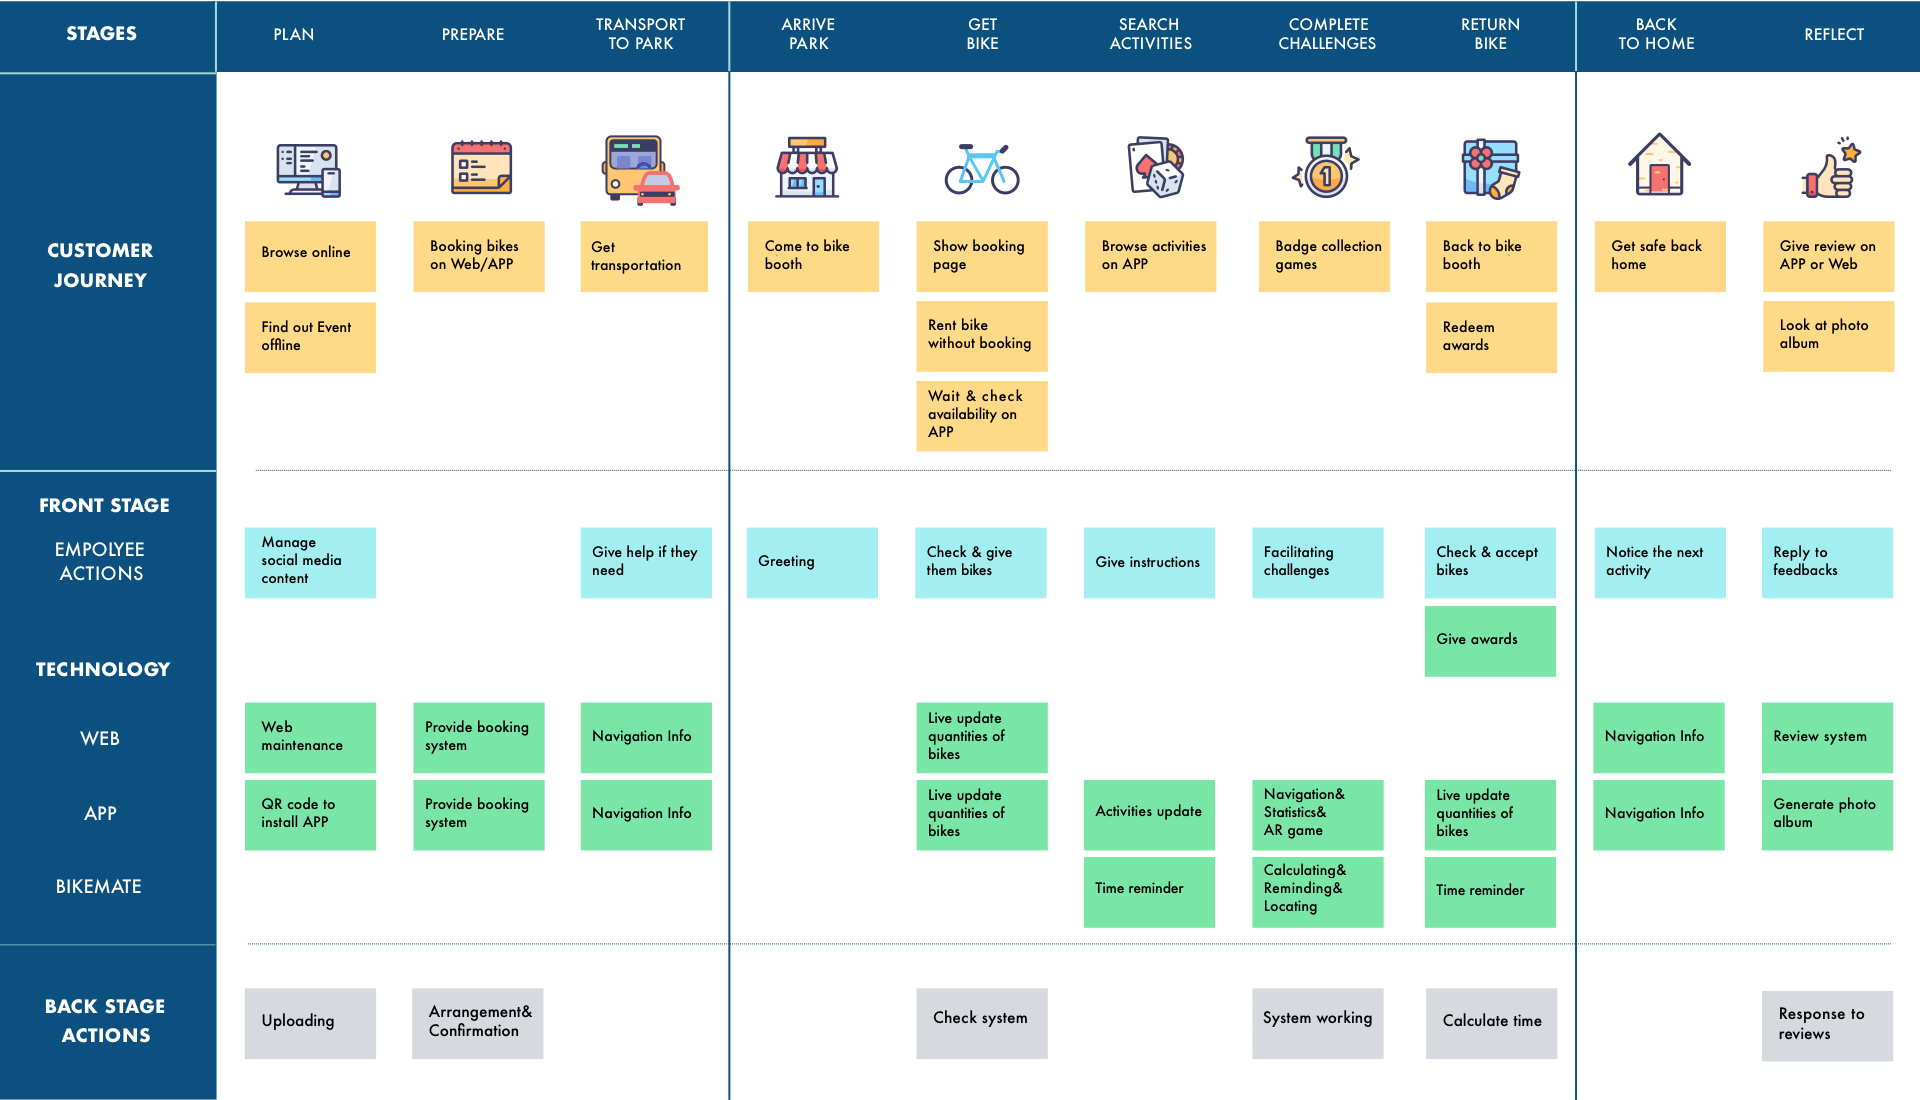 STAGES
PLAN
PREPARE
TRANSPORT
TO PARK
ARRIVE
PARK
GET
BIKE
SEARCH
ACTIVITIES
COMPLETE
CHALLENGES
RETURN
BIKE
BACK
TO HOME
REFLECT
CUSTOMER
JOURNEY
1
Browse online
Booking bikes
on Web/APP
Get
transportation
Come to bike
booth
Show booking
page
Browse activities
on APP
Badge collection
games
Back to bike
booth
Get safe back
home
Give review on
APP or Web
Find out Event
offline
Rent bike
without booking
Redeem
awards
Look at photo
album
Wait & check
availability on
APP
FRONT STAGE
EMPOLYEE
ACTIONS
Manage
social media
content
Give help if they
need
Greeting
Check & give
them bikes
Give instructions
Facilitating
challenges
Check & accept
bikes
Notice the next
activity
Reply to
feedbacks
Give awards
TECHNOLOGY
WEB
Web
maintenance
Provide booking
system
Navigation Info
Live update
quantities of
bikes
Navigation Info
Review system
APP
QR code to
install APP
Provide booking
system
Navigation Info
Live update
quantities of
bikes
Activities update
Navigation&
Statistics&
AR game
Live update
quantities of
bikes
Navigation Info
Generate photo
album
BIKEMATE
Time reminder
Calculating&
Reminding&
Locating
Time reminder
BACK STAGE
ACTIONS
Uploading
Arrangement&
Confirmation
Check system
System working
Calculate time
Response to
reviews